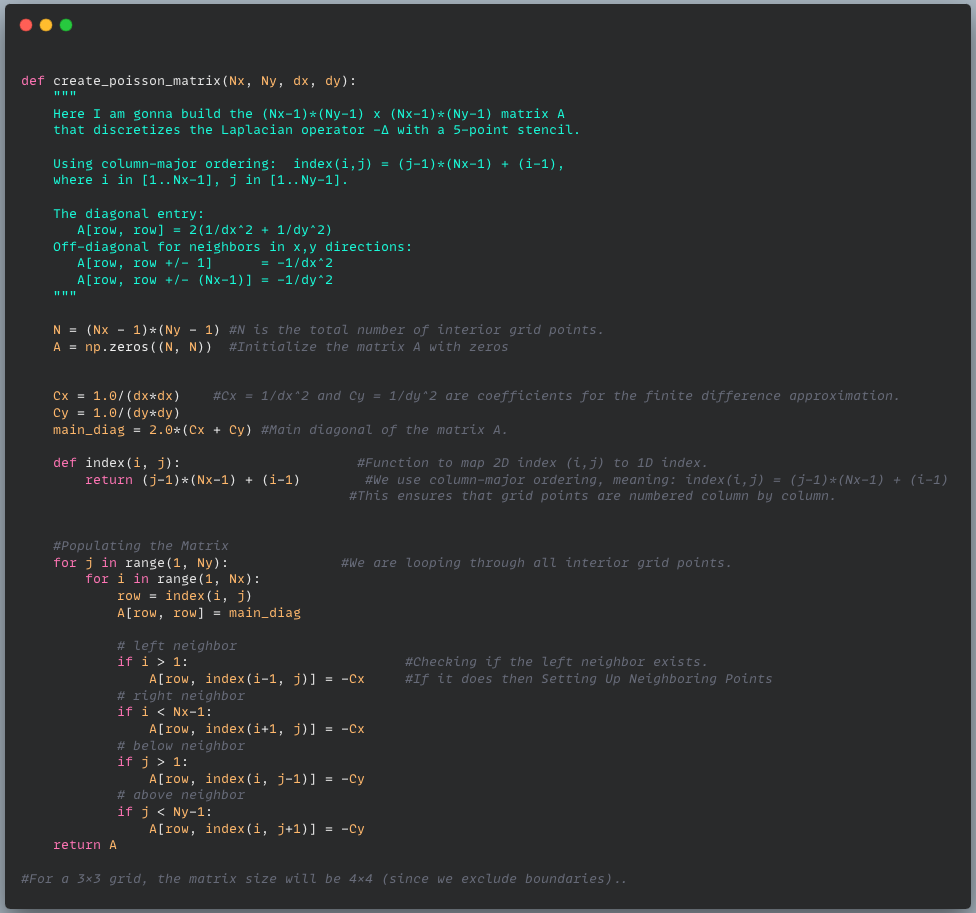 def create_poisson_matrix(Nx, Ny, dx, dy):
    """
    Here I am gonna build the (Nx-1)*(Ny-1) x (Nx-1)*(Ny-1) matrix A
    that discretizes the Laplacian operator -Δ with a 5-point stencil.

    Using column-major ordering:  index(i,j) = (j-1)*(Nx-1) + (i-1),
    where i in [1..Nx-1], j in [1..Ny-1].

    The diagonal entry:
       A[row, row] = 2(1/dx^2 + 1/dy^2)
    Off-diagonal for neighbors in x,y directions:
       A[row, row +/- 1]      = -1/dx^2
       A[row, row +/- (Nx-1)] = -1/dy^2
    """

    N = (Nx - 1)*(Ny - 1) #N is the total number of interior grid points.
    A = np.zeros((N, N))  #Initialize the matrix A with zeros


    Cx = 1.0/(dx*dx)    #Cx = 1/dx^2 and Cy = 1/dy^2 are coefficients for the finite difference approximation.
    Cy = 1.0/(dy*dy)
    main_diag = 2.0*(Cx + Cy) #Main diagonal of the matrix A.

    def index(i, j):                      #Function to map 2D index (i,j) to 1D index.
        return (j-1)*(Nx-1) + (i-1)        #We use column-major ordering, meaning: index(i,j) = (j-1)*(Nx-1) + (i-1)
                                         #This ensures that grid points are numbered column by column.


    #Populating the Matrix
    for j in range(1, Ny):              #We are looping through all interior grid points.
        for i in range(1, Nx):
            row = index(i, j)
            A[row, row] = main_diag

            # left neighbor
            if i > 1:                           #Checking if the left neighbor exists.
                A[row, index(i-1, j)] = -Cx     #If it does then Setting Up Neighboring Points
            # right neighbor
            if i < Nx-1:
                A[row, index(i+1, j)] = -Cx
            # below neighbor
            if j > 1:
                A[row, index(i, j-1)] = -Cy
            # above neighbor
            if j < Ny-1:
                A[row, index(i, j+1)] = -Cy
    return A

#For a 3×3 grid, the matrix size will be 4×4 (since we exclude boundaries)..